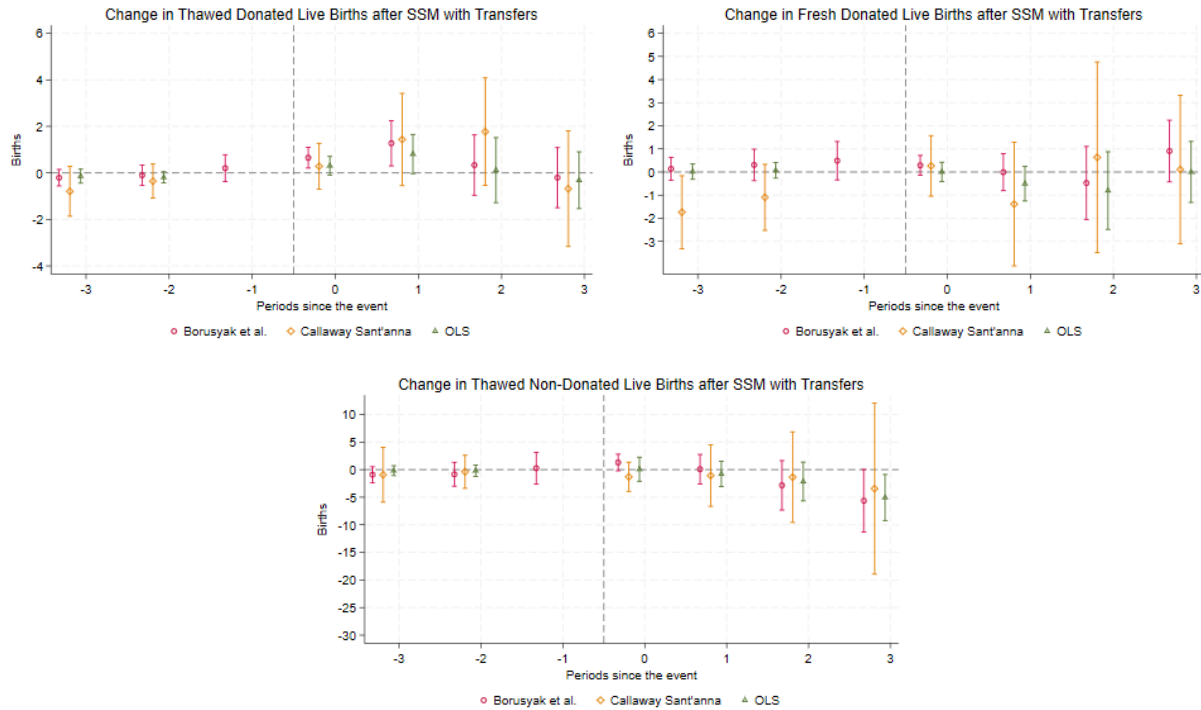 Change in Thawed Donated Live Births after SSM with Transfers
6
4
2
0
-2
-4
Births
-3 -2 -1 0 1 2 3
Periods since the event
Borusyak et al. Callaway Sant'anna OLS
Change in Fresh Donated Live Births after SSM with Transfers
6
5
4
3
2
1
0
-1
-2
-3
Births
-3 -2 -1 0 1 2 3
Periods since the event
Borusyak et al. Callaway Sant'anna OLS
Change in Thawed Non-Donated Live Births after SSM with Transfers
10
5
0
-5
-10
-15
-20
-25
-30
Births
-3 -2 -1 0 1 2 3
Periods since the event
Borusyak et al. Callaway Sant'anna OLS